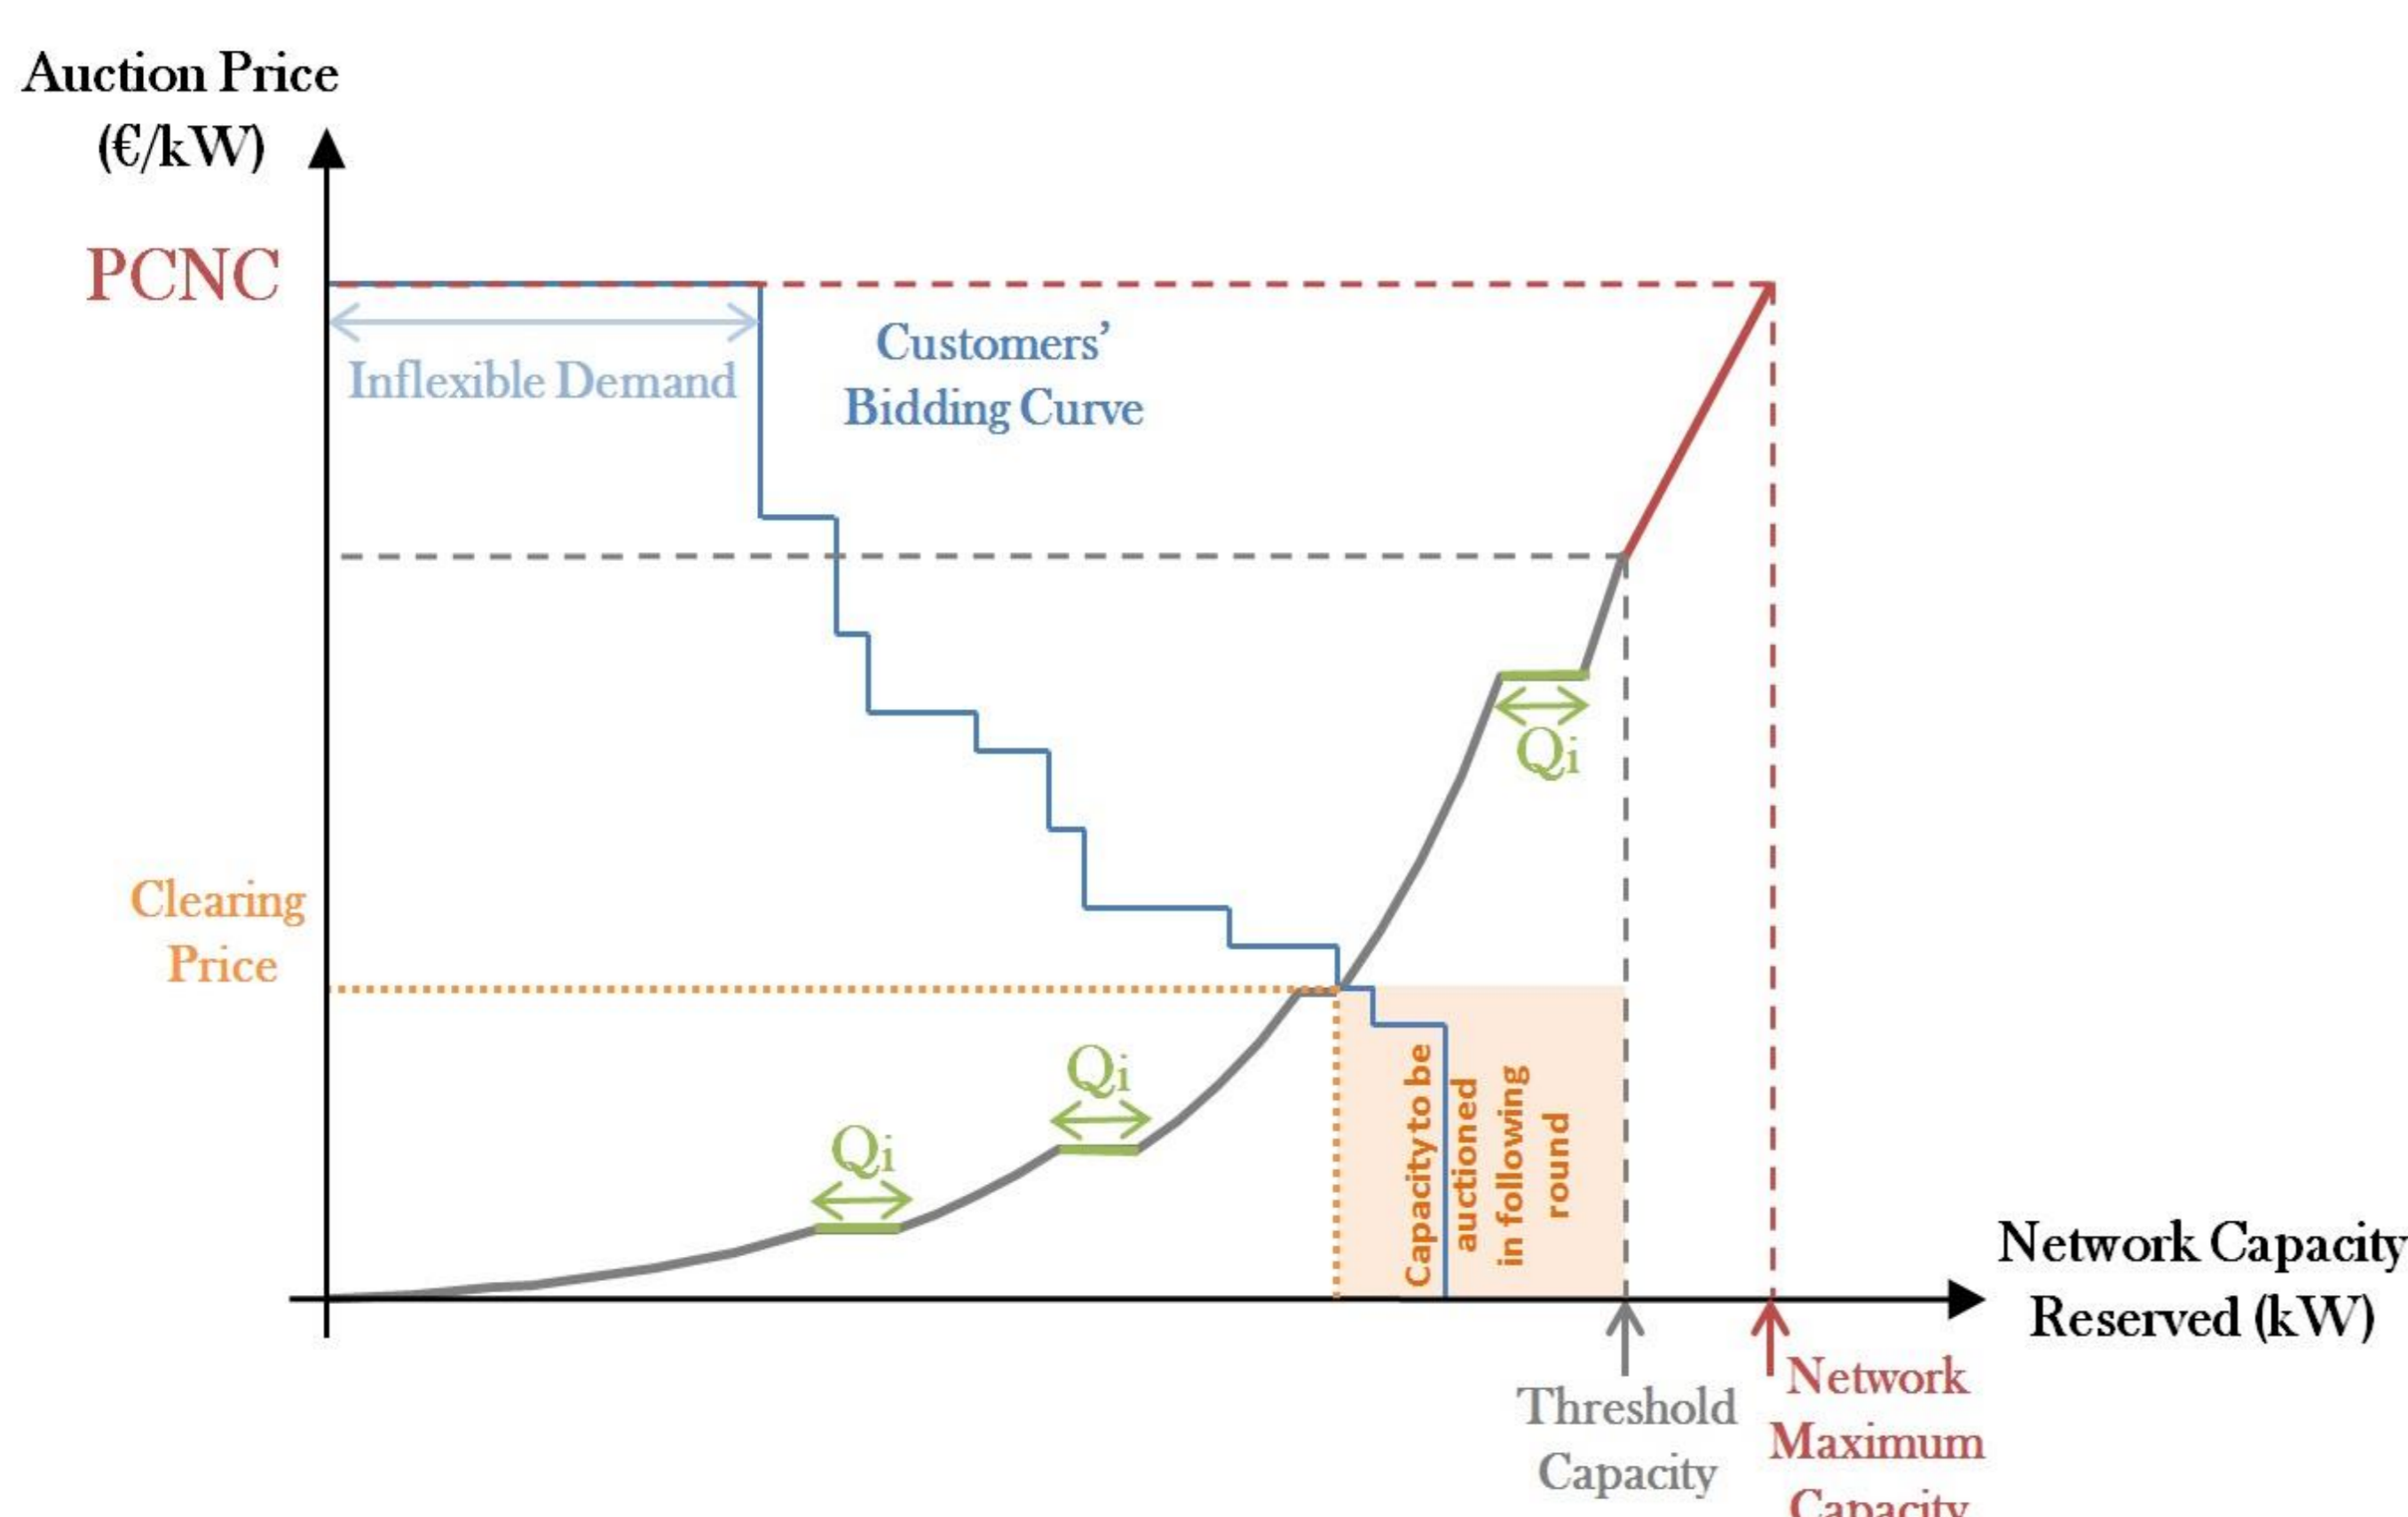 Auction Price
(€/kW)
PCNC
Inflexible Demand
Customers’
Bidding Curve
Qi
Clearing
Price
Qi
Qi
Capacity to be
auctioned
in following
round
Network Capacity
Reserved (kW)
Threshold
Capacity
Network
Maximum
Capacity